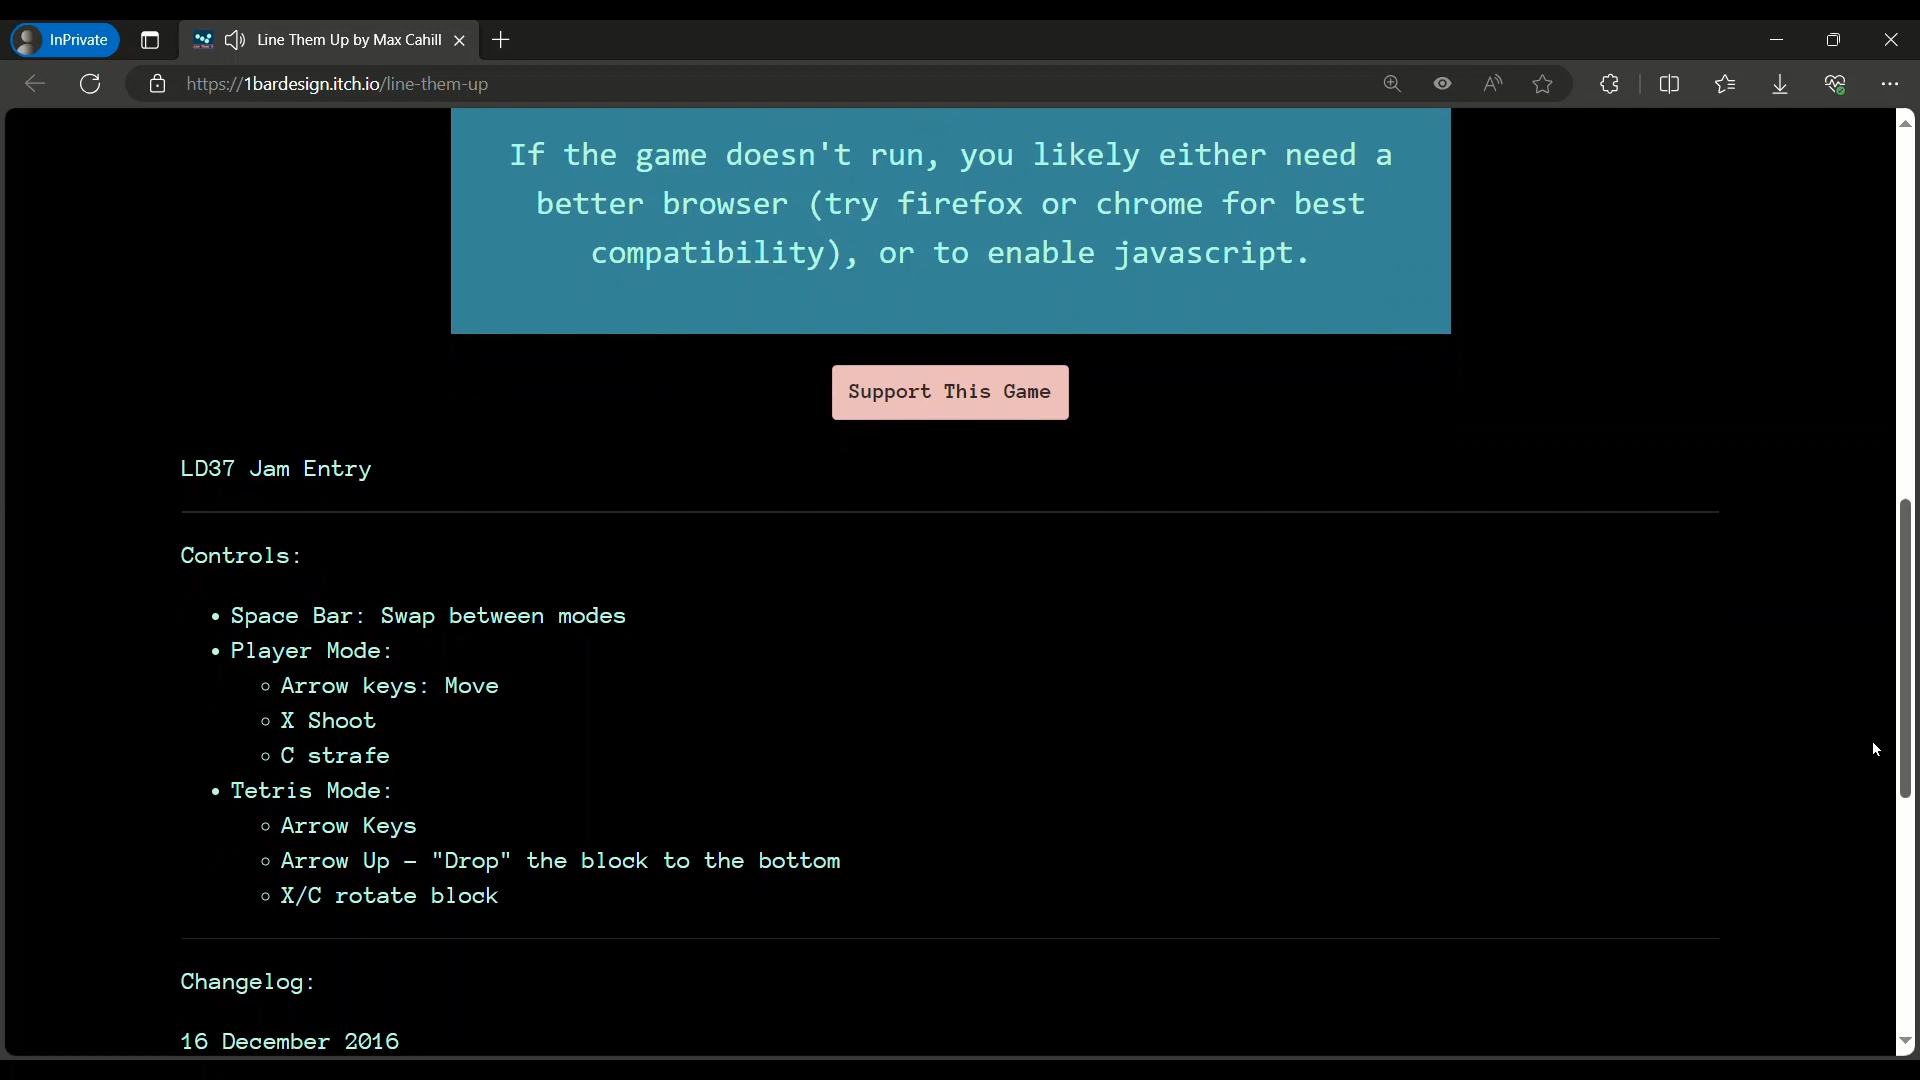 InPrivate
Line Them Up by Max Cahill
https://1bardesign.itch.io/line-them-up
If the game doesn't run, you likely either need a
better browser (try firefox or chrome for best
compatibility), or to enable javascript.
Support This Game
LD37 Jam Entry
Controls:
• Space Bar: Swap between modes
• Player Mode:
○ Arrow keys: Move
○ X Shoot
○ C strafe
• Tetris Mode:
○ Arrow Keys
○ Arrow Up – "Drop" the block to the bottom
○ X/C rotate block
Changelog:
16 December 2016